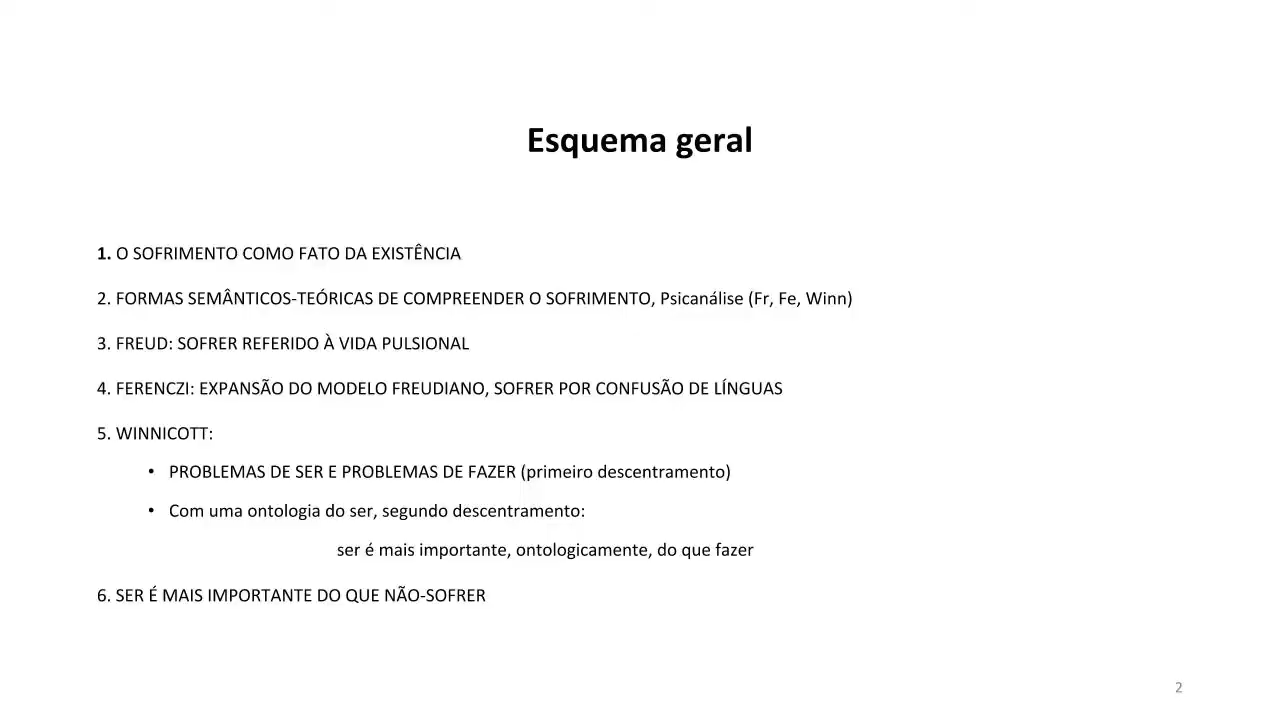 Esquema geral
1. O SOFRIMENTO COMO FATO DA EXISTÊNCIA
2. FORMAS SEMÂNTICOS-TEÓRICAS DE COMPREENDER O SOFRIMENTO, Psicanálise (Fr, Fe, Winn)
3. FREUD: SOFRER REFERIDO À VIDA PULSIONAL
4. FERENCZI: EXPANSÃO DO MODELO FREUDIANO, SOFRER POR CONFUSÃO DE LÍNGUAS
5. WINNICOTT:
• PROBLEMAS DE SER E PROBLEMAS DE FAZER (primeiro descentramento)
• Com uma ontologia do ser, segundo descentramento:
ser é mais importante, ontologicamente, do que fazer
6. SER É MAIS IMPORTANTE DO QUE NÃO-SOFRER
2